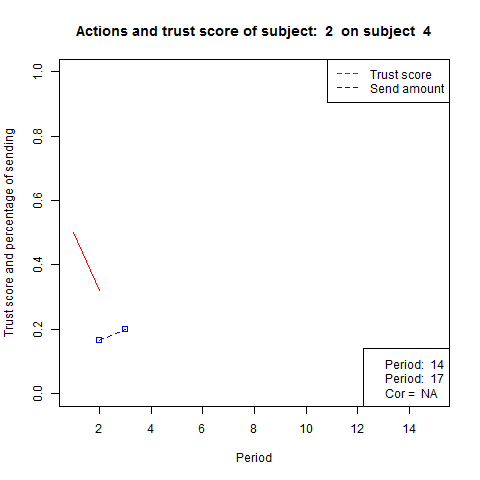 Actions and trust score of subject: 2 on subject 4
Trust score
Send amount
Trust score and percentage of sending
1.0
0.8
0.6
0.4
0.2
0.0
Period: 14
Period: 17
Cor = NA
2 4 6 8 10 12 14
Period